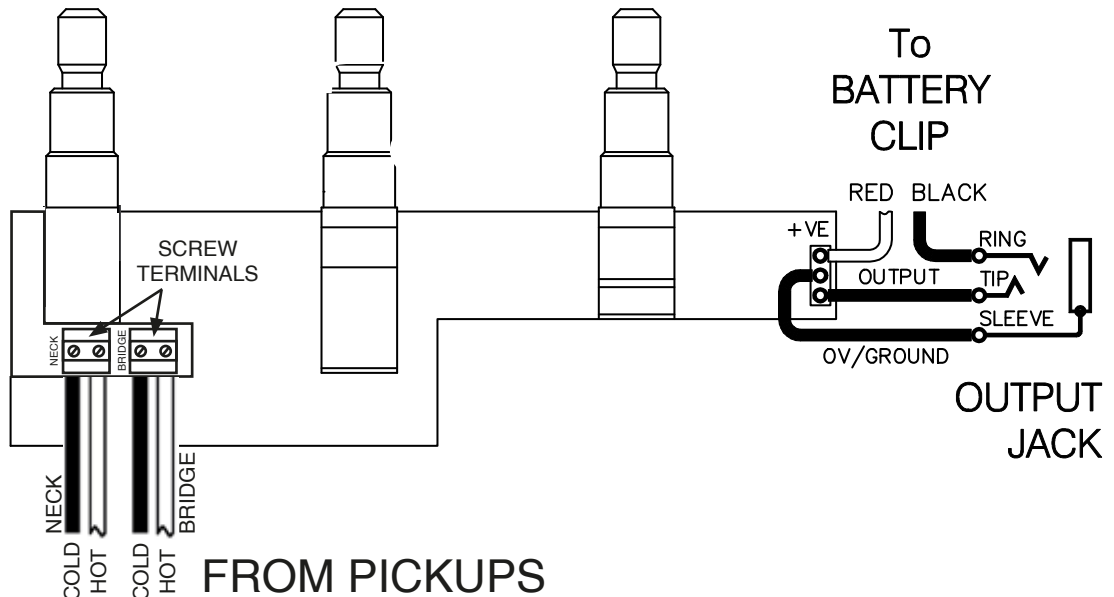 To
BATTERY
CLIP
RED BLACK
+VE
RING
OUTPUT
TIP
SLEEVE
0V/GROUND
OUTPUT
JACK
SCREW
TERMINALS
NECK
BRIDGE
NECK
BRIDGE
COLD
HOT
COLD
HOT
FROM PICKUPS